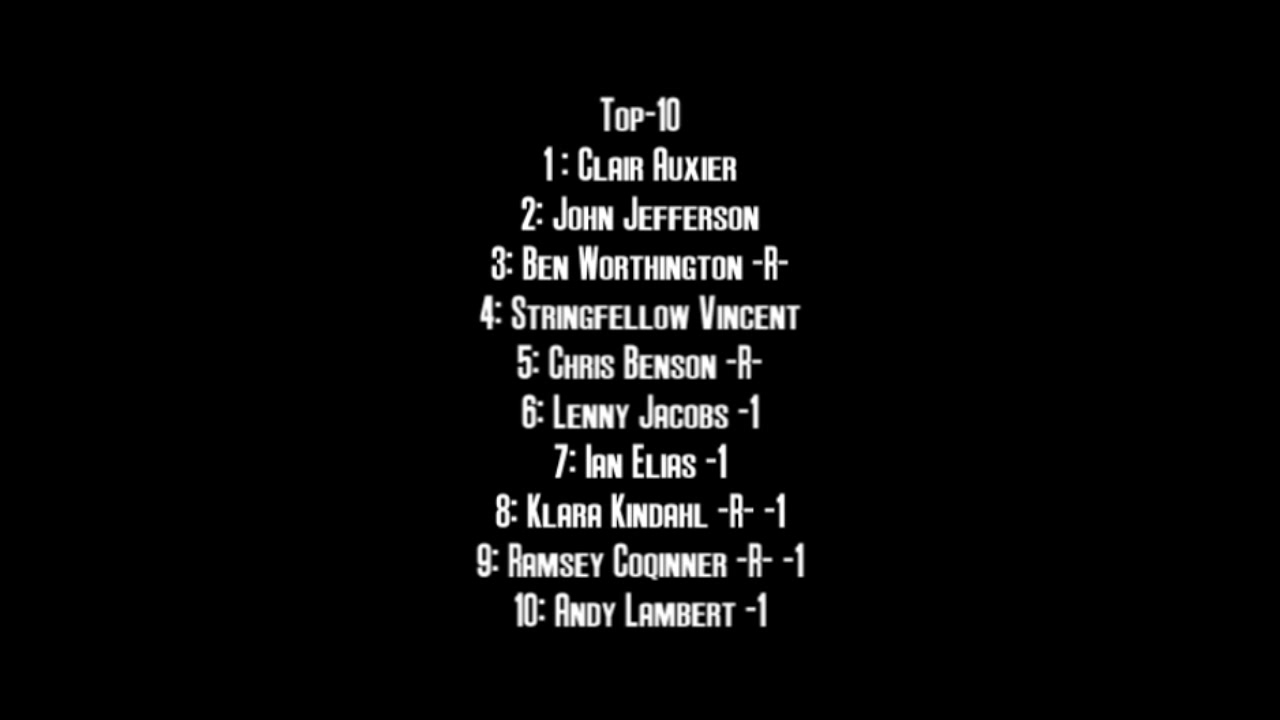 Top-10
1 : Clair Auxier
2: John Jefferson
3: Ben Worthington -R-
4: Stringfellow Vincent
5: Chris Benson -R-
6: Lenny Jacobs -1
7: Ian Elias -1
8: Klara Kindahl -R- -1
9: Ramsey Coqinner -R- -1
10: Andy Lambert -1